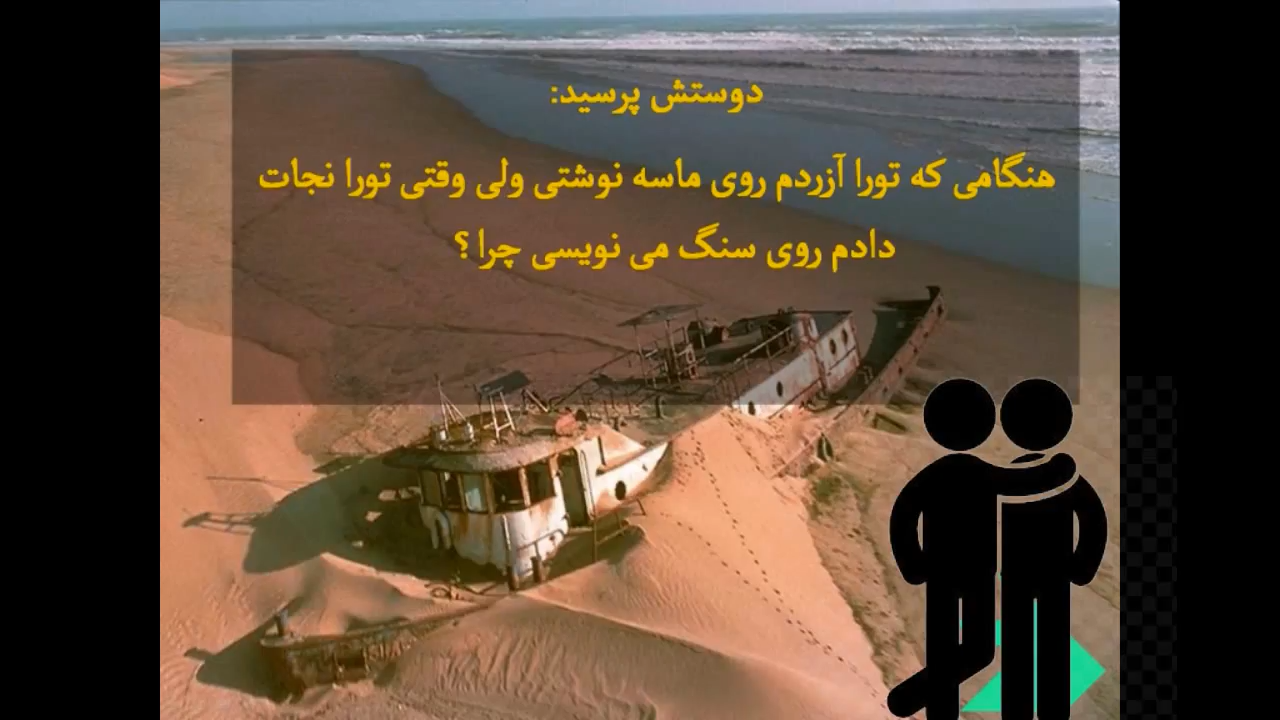 دوستش پرسید:
هنگامی که تورا آزردم روی ماسه نوشتی ولی وقتی تورا نجات
دادم روی سنگ می نویسی چرا ؟